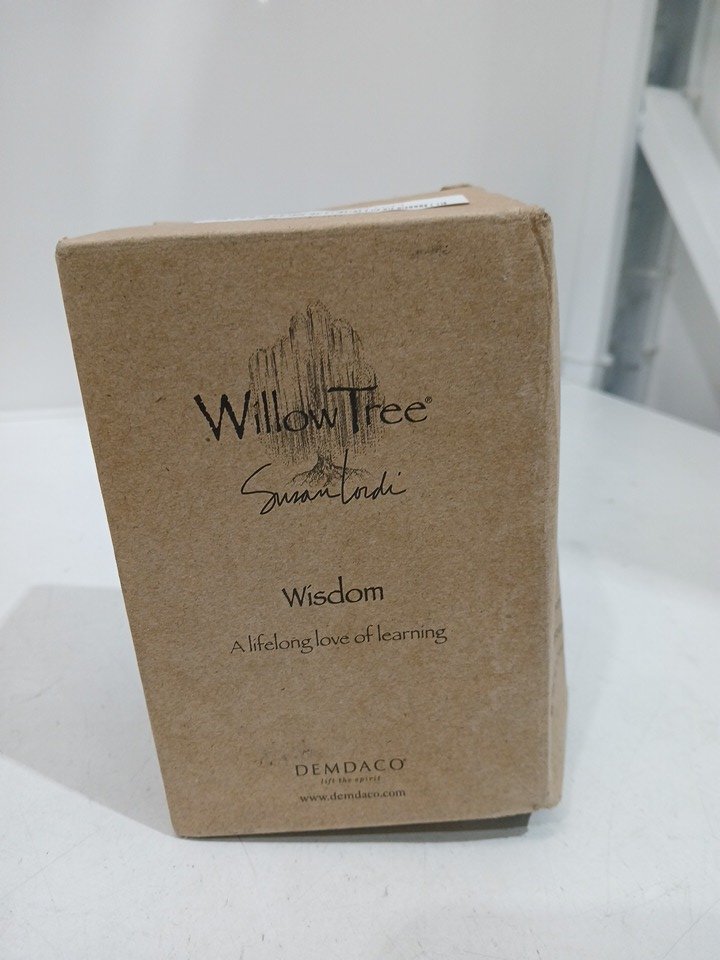 Willow Tree®
Susan Lordi
Wisdom
A lifelong love of learning
DEMDACO®
lift the spirit
www.demdaco.com